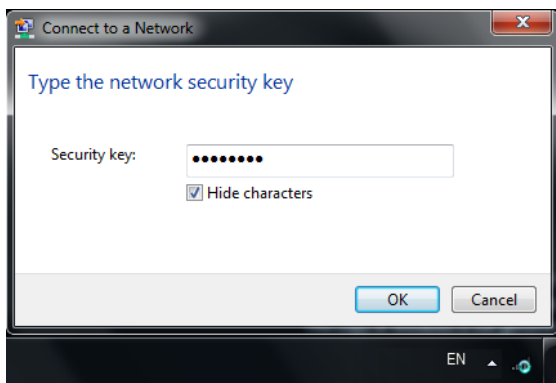 Connect to a Network
Type the network security key
Security key: ••••••••
Hide characters
OK Cancel
EN